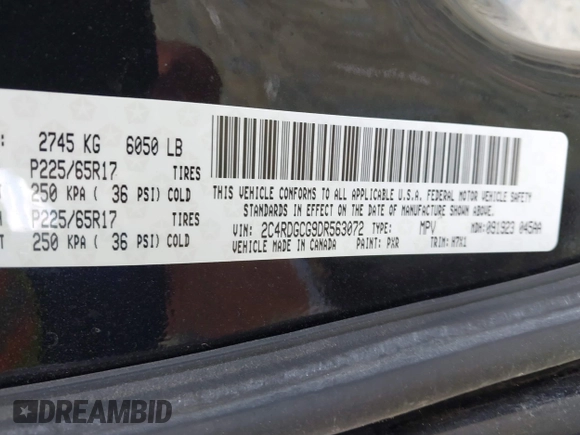 : 2745 KG 6050 LB
P225/65R17 TIRES
250 KPA ( 36 PSI) COLD
P225/65R17 TIRES
250 KPA ( 36 PSI) COLD
THIS VEHICLE CONFORMS TO ALL APPLICABLE U.S.A. FEDERAL MOTOR VEHICLE SAFETY
STANDARDS IN EFFECT ON THE DATE OF MANUFACTURE SHOWN ABOVE.
VIN: 2C4RDGCG9DR563072 TYPE: MPV MDH: 091923 045AA
VEHICLE MADE IN CANADA PAINT: PXR TRIM: H7X1
DREAMBID